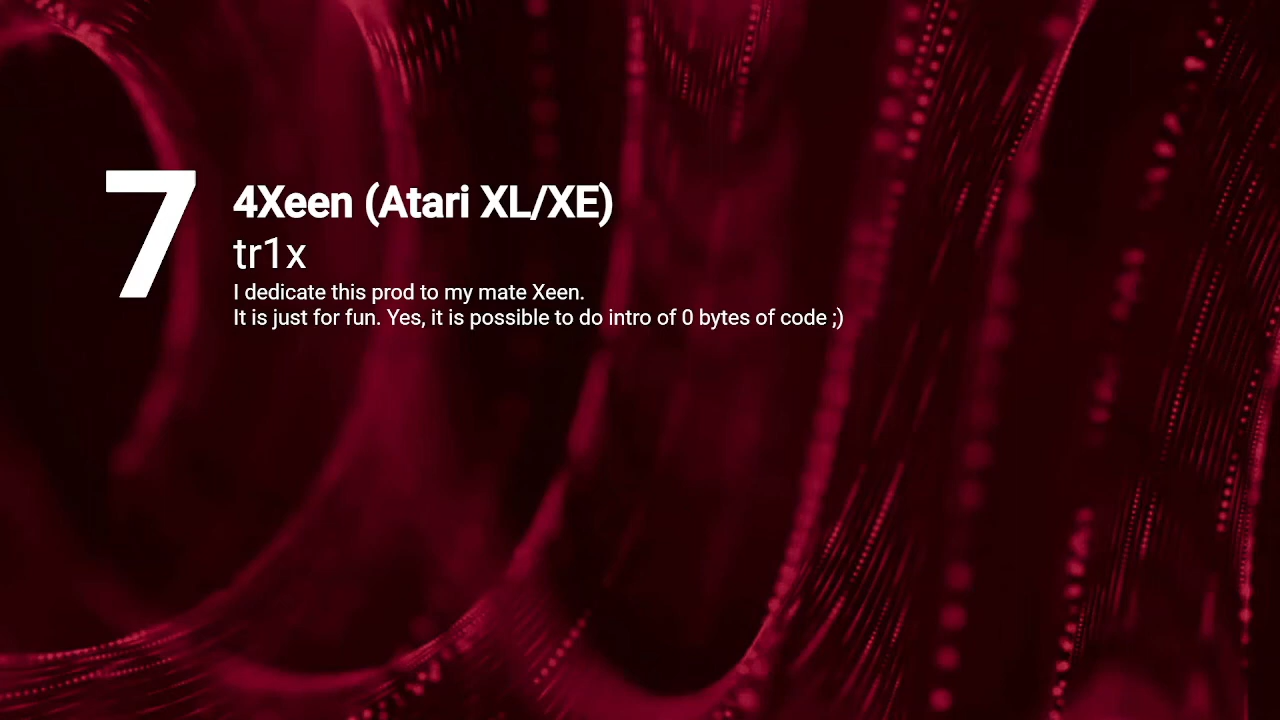 7
4Xeen (Atari XL/XE)
tr1x
I dedicate this prod to my mate Xeen.
It is just for fun. Yes, it is possible to do intro of 0 bytes of code ;)